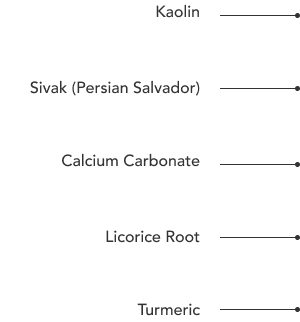 Kaolin
Sivak (Persian Salvador)
Calcium Carbonate
Licorice Root
Turmeric